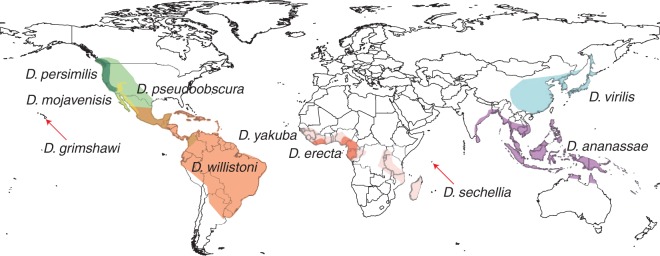 D. persimilis
D. pseudoobscura
D. mojavenisis
D. virilis
D. grimshawi
D. yakuba
D. erecta
D. ananassae
D. willistoni
D. sechellia